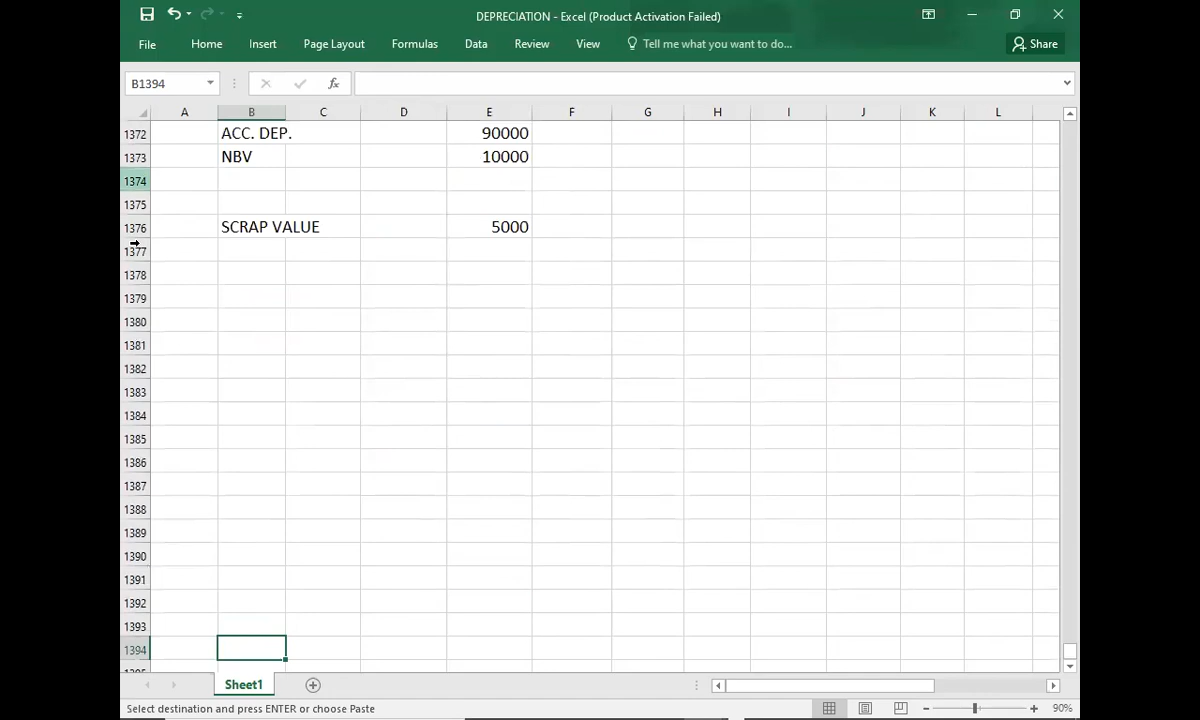 DEPRECIATION - Excel (Product Activation Failed)
File Home Insert Page Layout Formulas Data Review View Tell me what you want to do... Share
B1394 fx
A B C D E F G H I J K L
1372 ACC. DEP. 90000
1373 NBV 10000
1374
1375
1376 SCRAP VALUE 5000
1377
1378
1379
1380
1381
1382
1383
1384
1385
1386
1387
1388
1389
1390
1391
1392
1393
1394
Sheet1
Select destination and press ENTER or choose Paste 90%